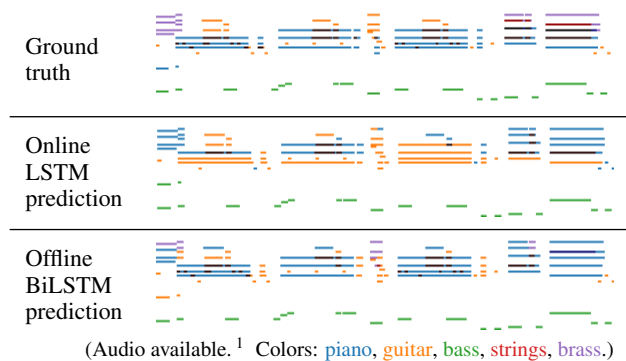 Ground
truth
Online
LSTM
prediction
Offline
BiLSTM
prediction
(Audio available. 1 Colors: piano, guitar, bass, strings, brass.)